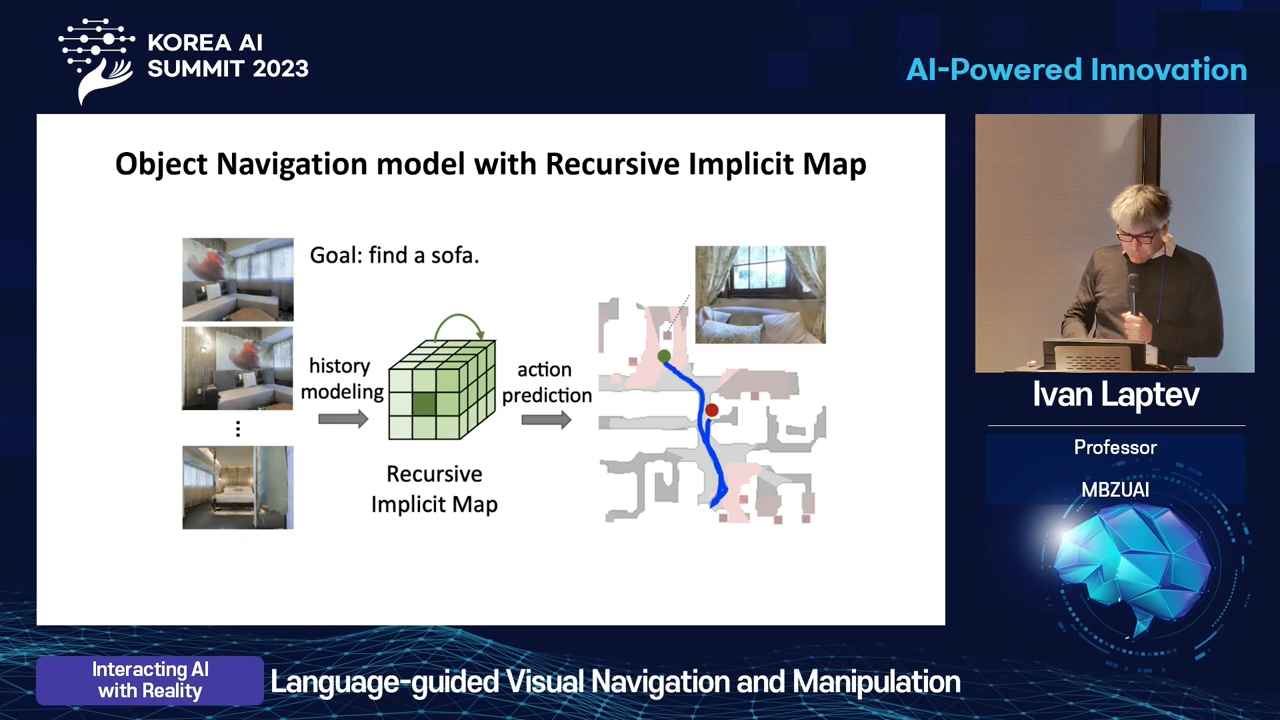 KOREA AI
SUMMIT 2023
AI-Powered Innovation
Object Navigation model with Recursive Implicit Map
Goal: find a sofa.
history
modeling
Recursive
Implicit Map
action
prediction
Ivan Laptev
Professor
MBZUAI
Interacting AI
with Reality
Language-guided Visual Navigation and Manipulation